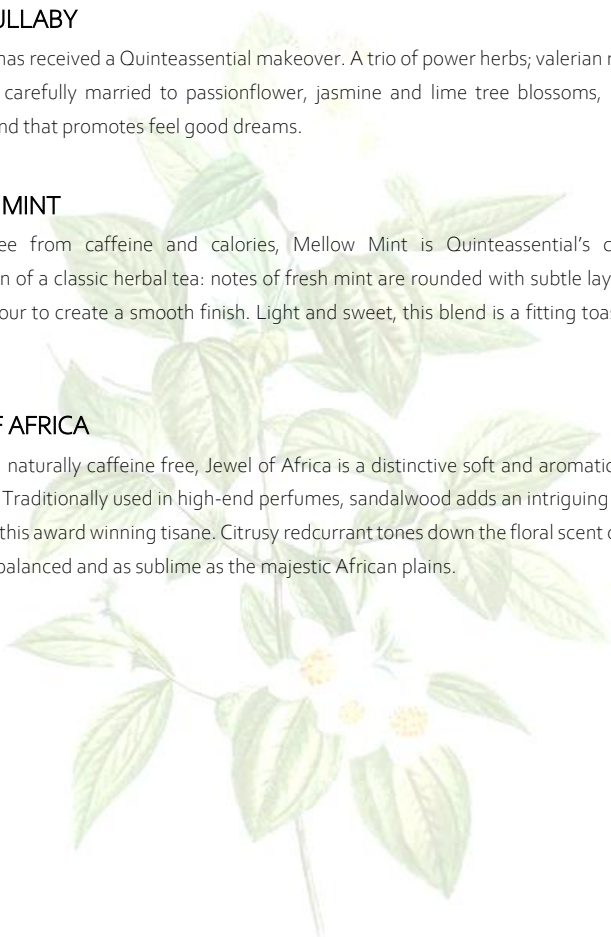 ULLABY
has received a Quinteassential makeover. A trio of power herbs; valerian r
carefully married to passionflower, jasmine and lime tree blossoms,
nd that promotes feel good dreams.
MINT
ee from caffeine and calories, Mellow Mint is Quinteassential's c
n of a classic herbal tea: notes of fresh mint are rounded with subtle lay
our to create a smooth finish. Light and sweet, this blend is a fitting toas
F AFRICA
naturally caffeine free, Jewel of Africa is a distinctive soft and aromatic
Traditionally used in high-end perfumes, sandalwood adds an intriguing
this award winning tisane. Citrusy redcurrant tones down the floral scent o
balanced and as sublime as the majestic African plains.